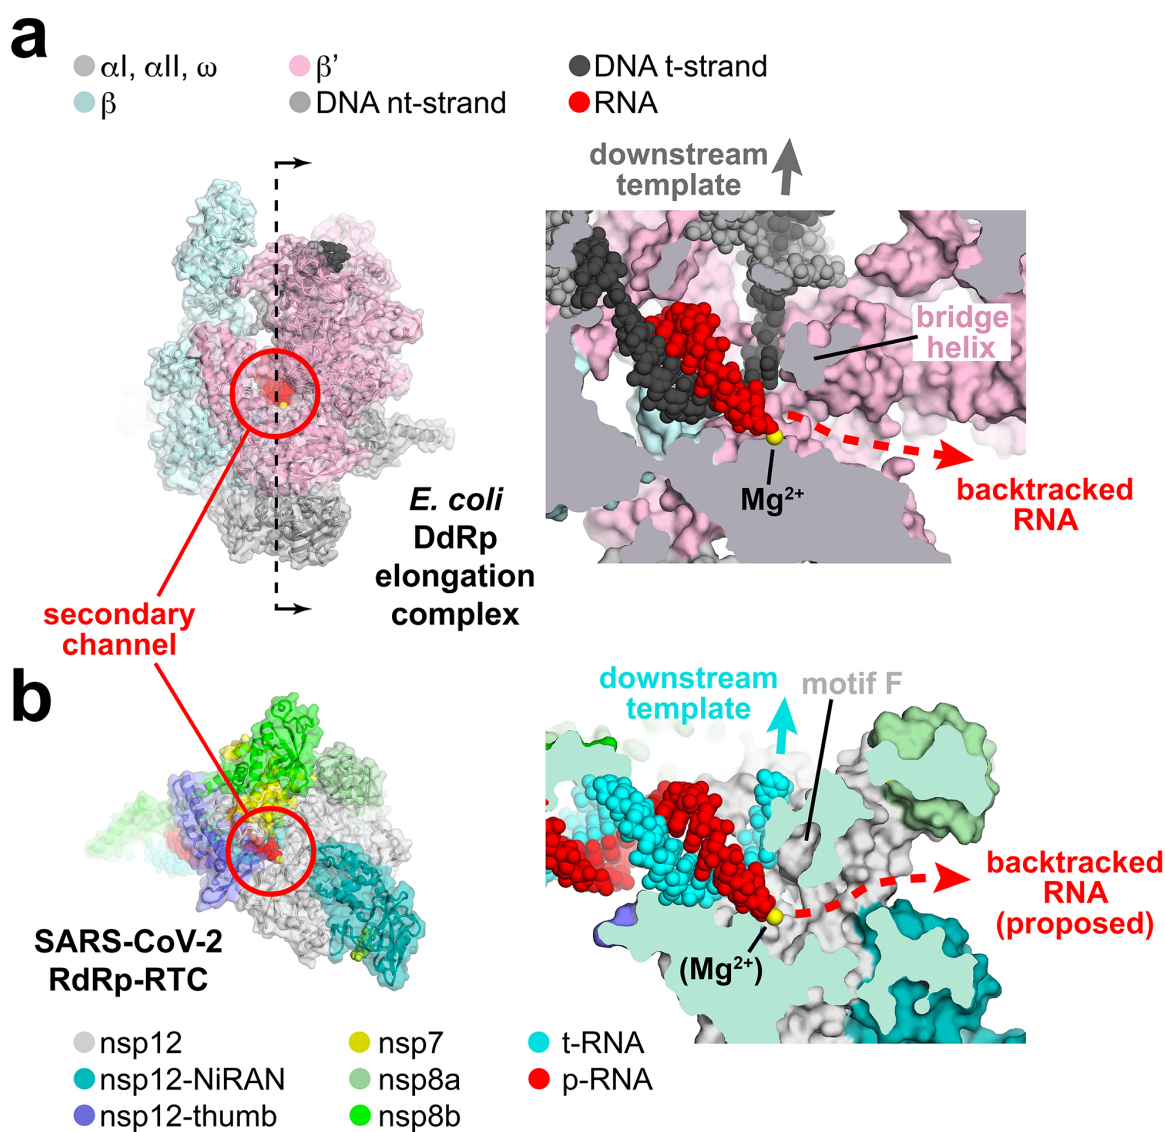 a
αI, αII, ω
β’
DNA t-strand
β
DNA nt-strand
RNA
downstream
template
bridge
helix
Mg²⁺
backtracked
RNA
E. coli
DdRp
elongation
complex
secondary
channel
b
downstream
template
motif F
backtracked
RNA
(proposed)
(Mg²⁺)
SARS-CoV-2
RdRp-RTC
nsp12
nsp7
t-RNA
nsp12-NiRAN
nsp8a
p-RNA
nsp12-thumb
nsp8b